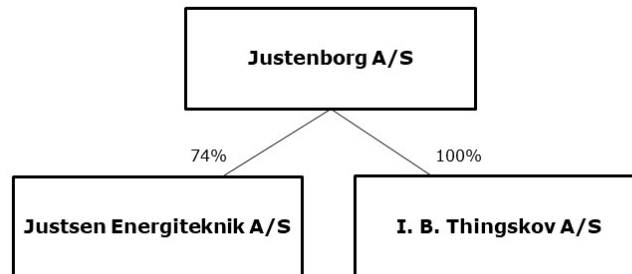 Justenborg A/S
74%
100%
Justsen Energiteknik A/S
I. B. Thingskov A/S